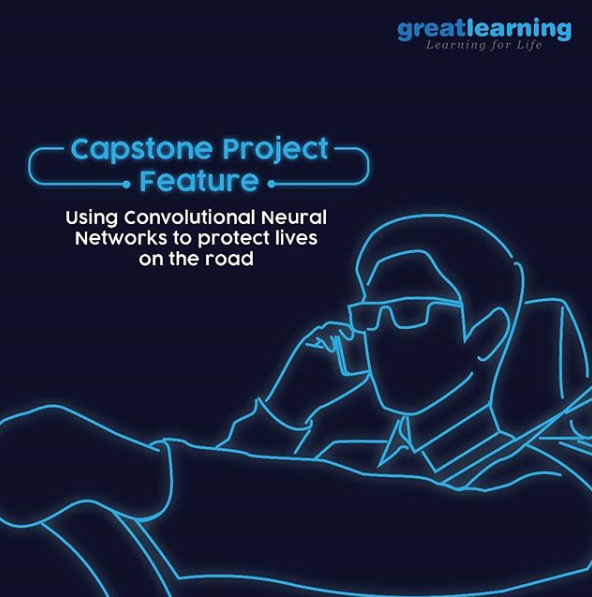 greatlearning
Learning for Life
Capstone Project
Feature
Using Convolutional Neural
Networks to protect lives
on the road